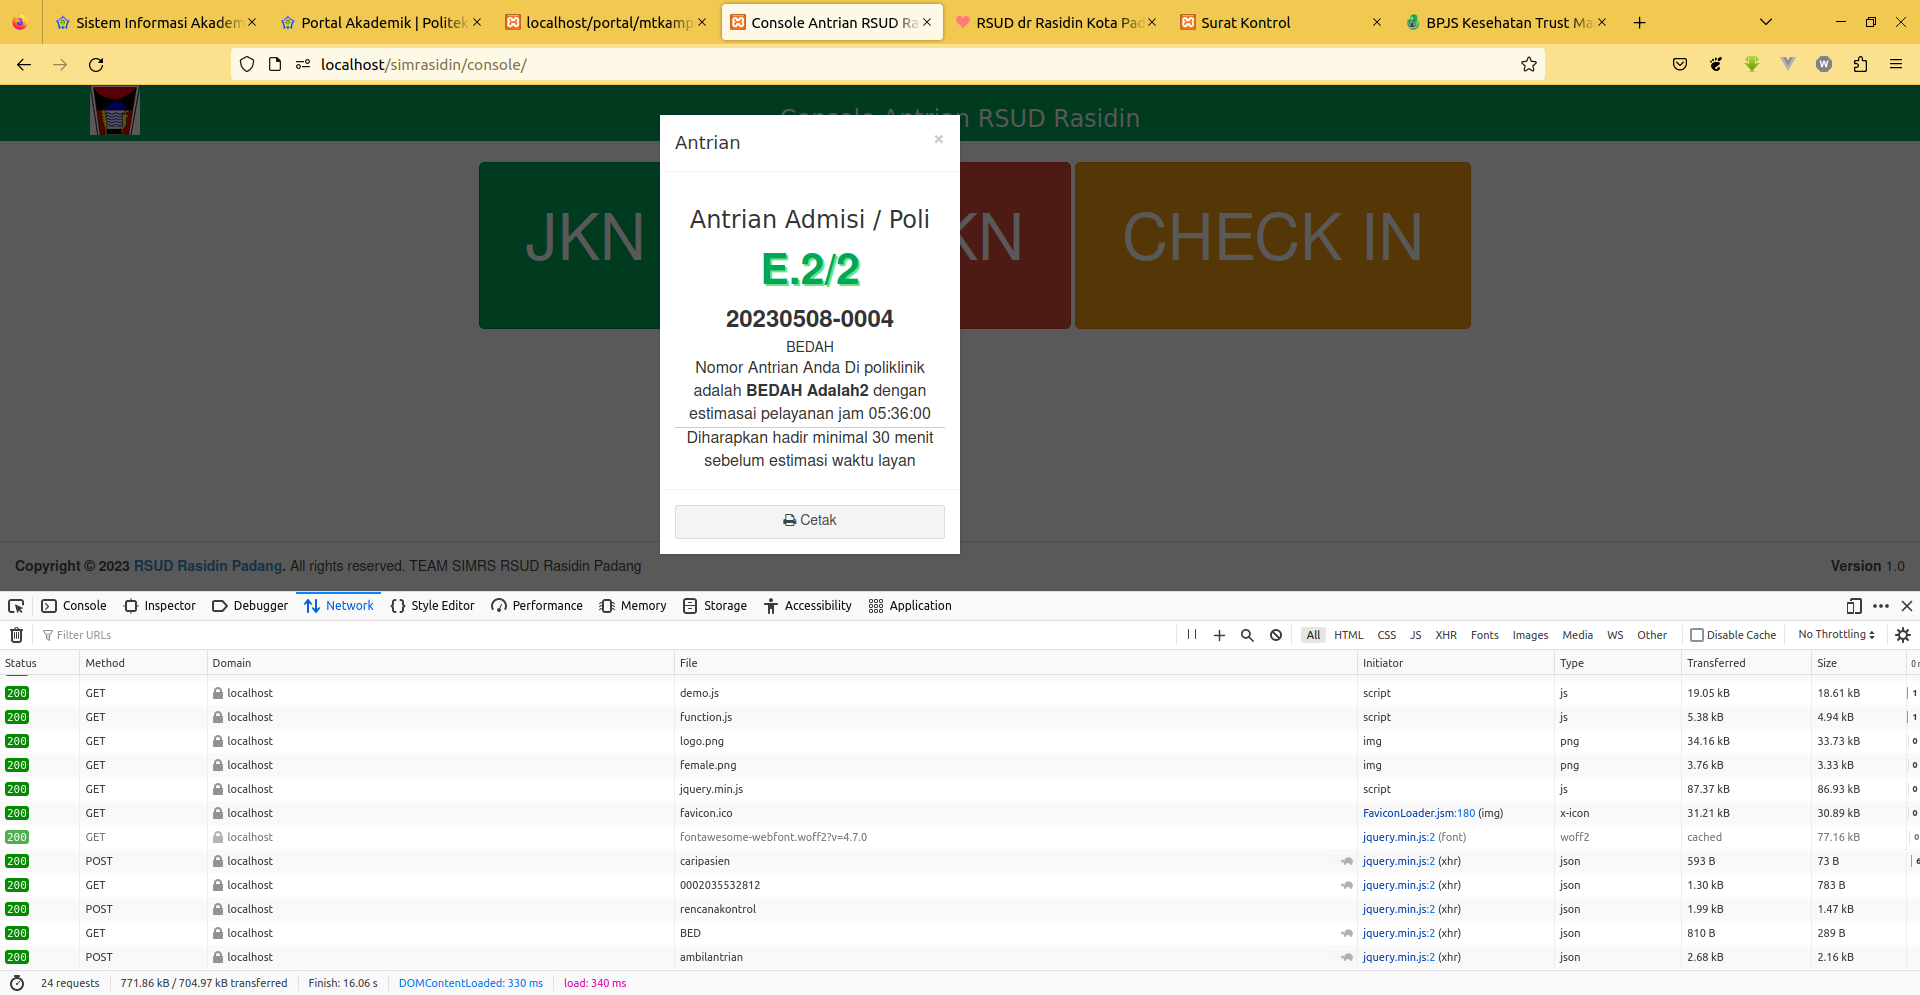 Sistem Informasi Akadem
Portal Akademik | Politek
localhost/portal/mtkamp
Console Antrian RSUD Ra
RSUD dr Rasidin Kota Pad
Surat Kontrol
BPJS Kesehatan Trust Ma
localhost/simrasidin/console/
Console Antrian RSUD Rasidin
Antrian
×
JKN
KN
CHECK IN
Antrian Admisi / Poli
E.2/2
20230508-0004
BEDAH
Nomor Antrian Anda Di poliklinik
adalah BEDAH Adalah2 dengan
estimasai pelayanan jam 05:36:00
Diharapkan hadir minimal 30 menit
sebelum estimasi waktu layan
Cetak
Copyright © 2023 RSUD Rasidin Padang. All rights reserved. TEAM SIMRS RSUD Rasidin Padang
Version 1.0
Console Inspector Debugger Network Style Editor Performance Memory Storage Accessibility Application
Filter URLs
All HTML CSS JS XHR Fonts Images Media WS Other Disable Cache No Throttling
Status Method Domain File Initiator Type Transferred Size
200 GET localhost demo.js script js 19.05 kB 18.61 kB 1
200 GET localhost function.js script js 5.38 kB 4.94 kB 1
200 GET localhost logo.png img png 34.16 kB 33.73 kB 0
200 GET localhost female.png img png 3.76 kB 3.33 kB 0
200 GET localhost jquery.min.js script js 87.37 kB 86.93 kB 0
200 GET localhost favicon.ico FaviconLoader.jsm:180 (img) x-icon 31.21 kB 30.89 kB 0
200 GET localhost fontawesome-webfont.woff2?v=4.7.0 jquery.min.js:2 (font) woff2 cached 77.16 kB 0
200 POST localhost caripasien jquery.min.js:2 (xhr) json 593 B 73 B 6
200 GET localhost 0002035532812 jquery.min.js:2 (xhr) json 1.30 kB 783 B
200 POST localhost rencanakontrol jquery.min.js:2 (xhr) json 1.99 kB 1.47 kB
200 GET localhost BED jquery.min.js:2 (xhr) json 810 B 289 B
200 POST localhost ambilantrian jquery.min.js:2 (xhr) json 2.68 kB 2.16 kB
24 requests 771.86 kB / 704.97 kB transferred Finish: 16.06 s DOMContentLoaded: 330 ms load: 340 ms